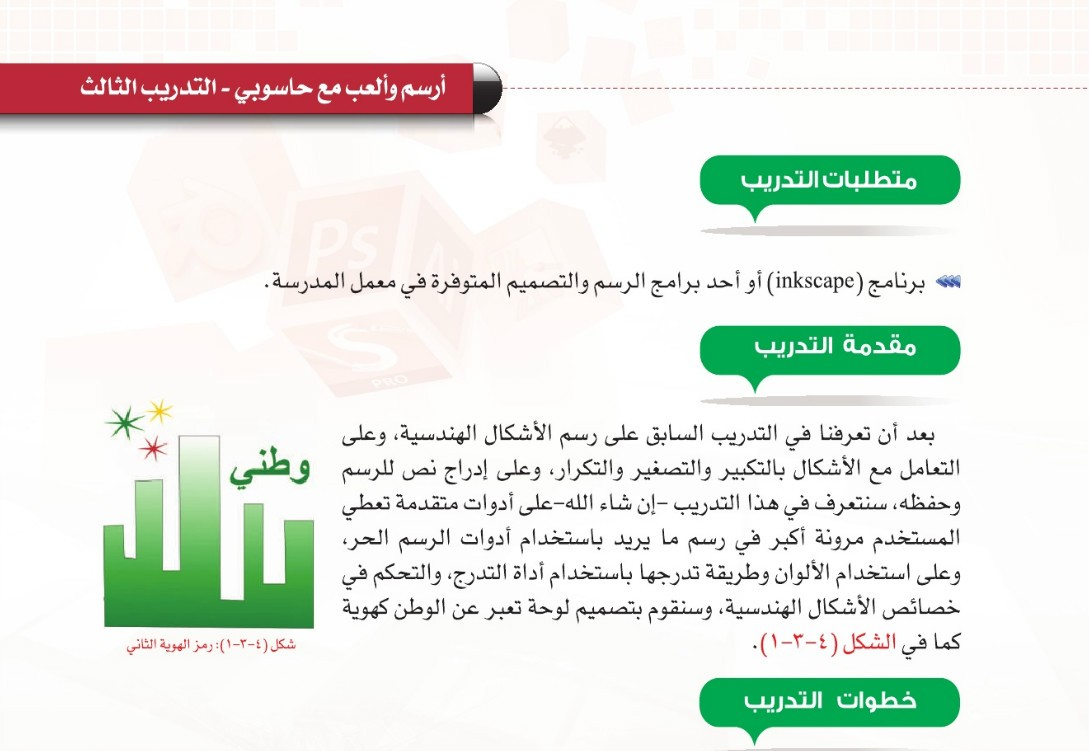 أرسم وألعب مع حاسوبي - التدريب الثالث
متطلبات التدريب
برنامج (inkscape) أو أحد برامج الرسم والتصميم المتوفرة في معمل المدرسة.
مقدمة التدريب
بعد أن تعرفنا في التدريب السابق على رسم الأشكال الهندسية، وعلى
التعامل مع الأشكال بالتكبير والتصغير والتكرار، وعلى إدراج نص للرسم
وحفظه، سنتعرف في هذا التدريب -إن شاء الله-على أدوات متقدمة تعطي
المستخدم مرونة أكبر في رسم ما يريد باستخدام أدوات الرسم الحر،
وعلى استخدام الألوان وطريقة تدرجها باستخدام أداة التدرج، والتحكم في
خصائص الأشكال الهندسية، وسنقوم بتصميم لوحة تعبر عن الوطن كهوية
كما في الشكل (٤-٣-١).
وطني
شكل (٤-٣-١): رمز الهوية الثاني
خطوات التدريب
Ps
Ai
S
PRO